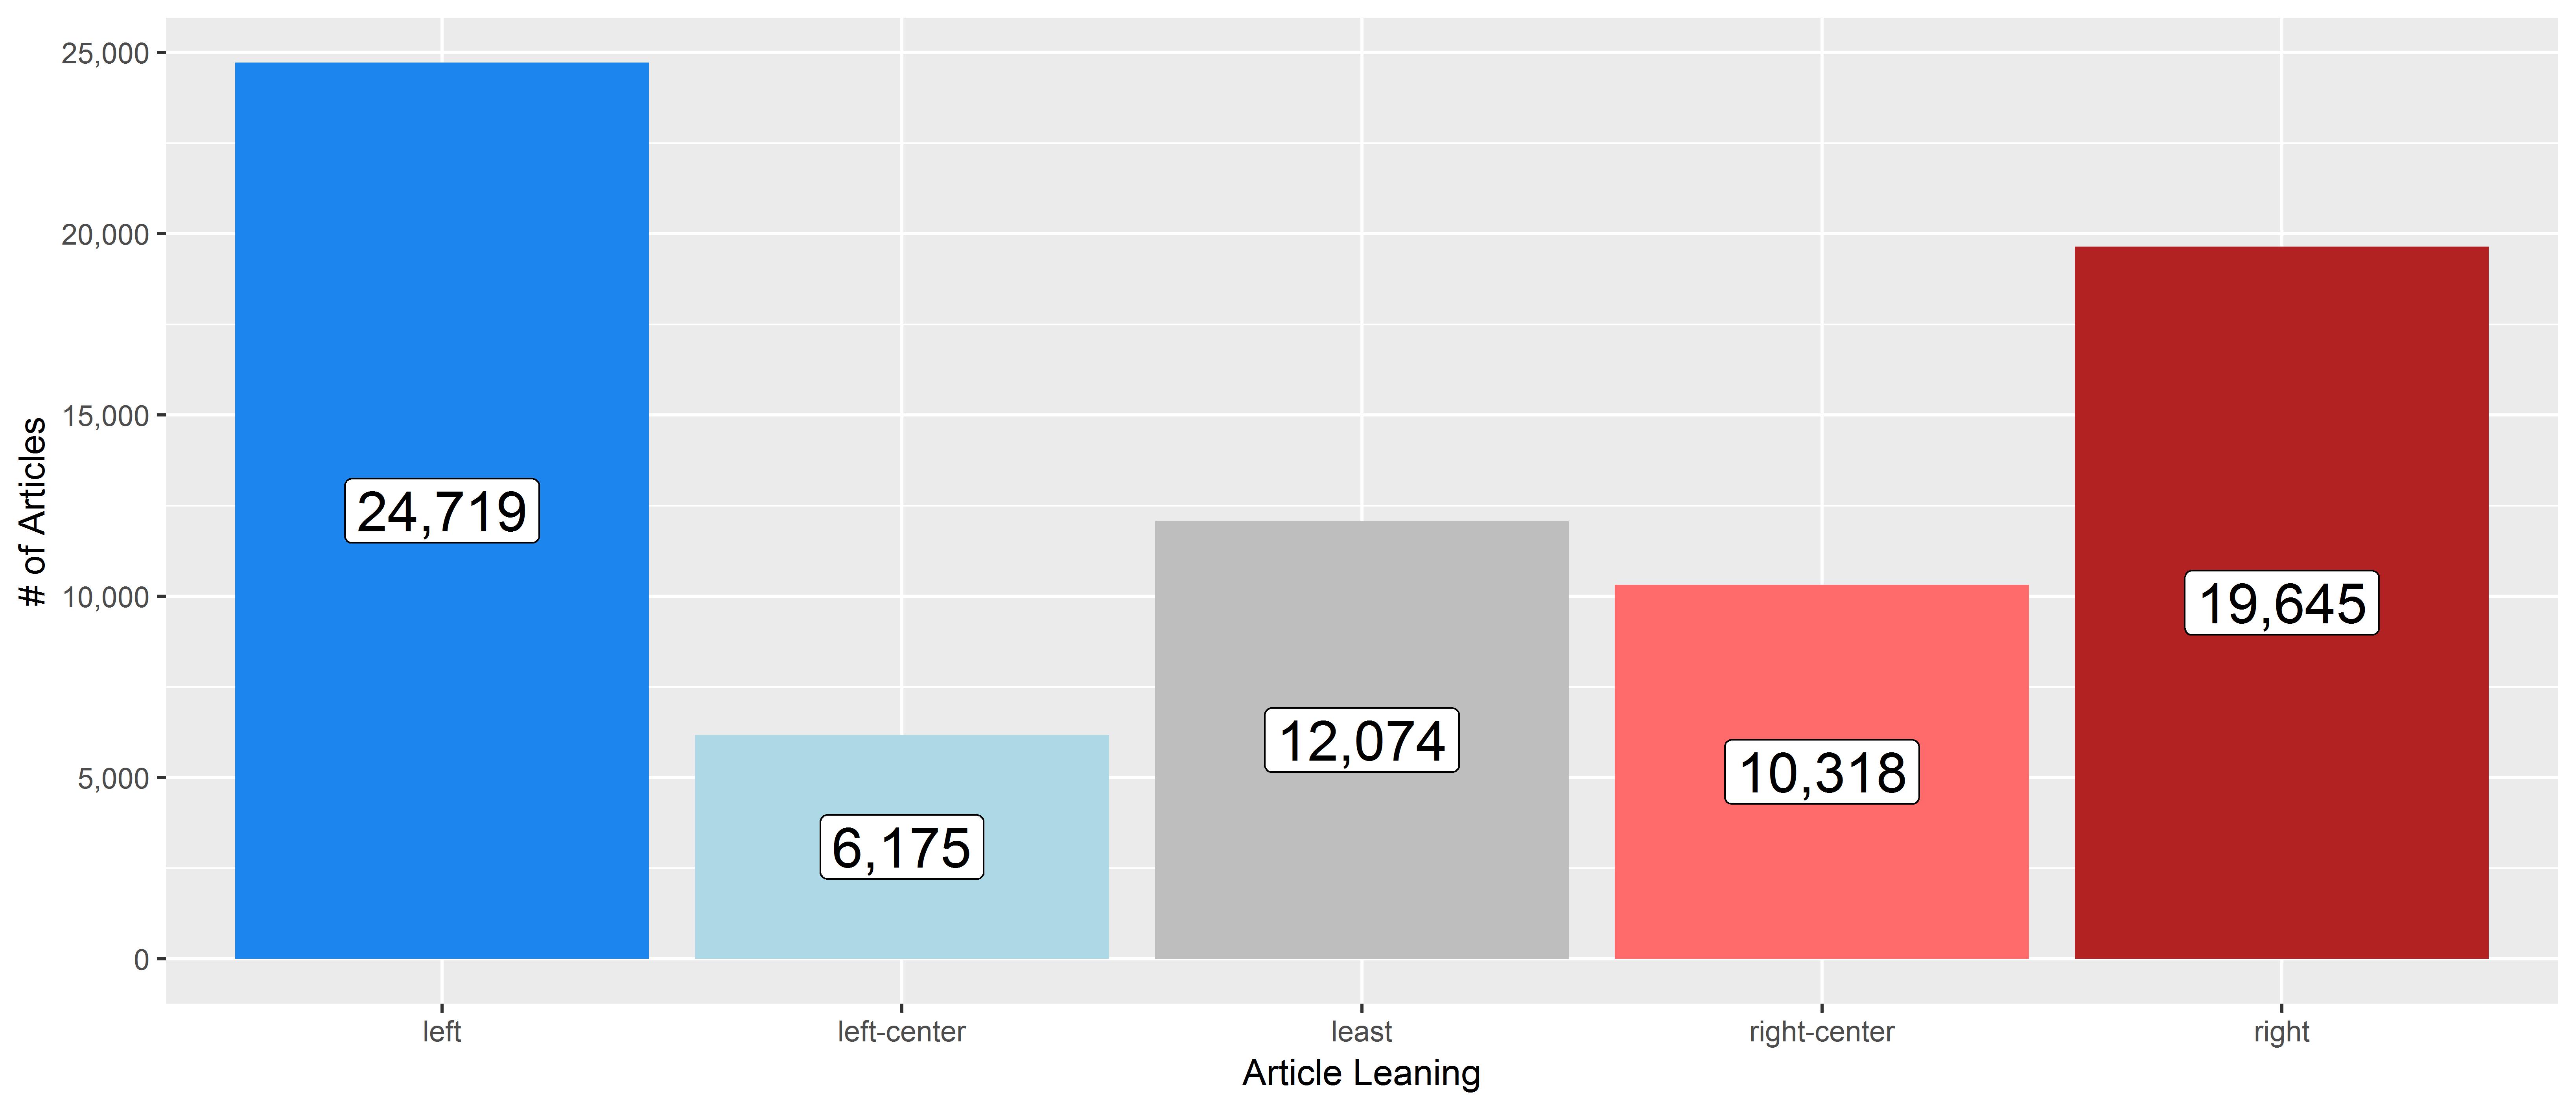 25,000
20,000
15,000
10,000
5,000
0
# of Articles
24,719
6,175
12,074
10,318
19,645
left
left-center
least
right-center
right
Article Leaning